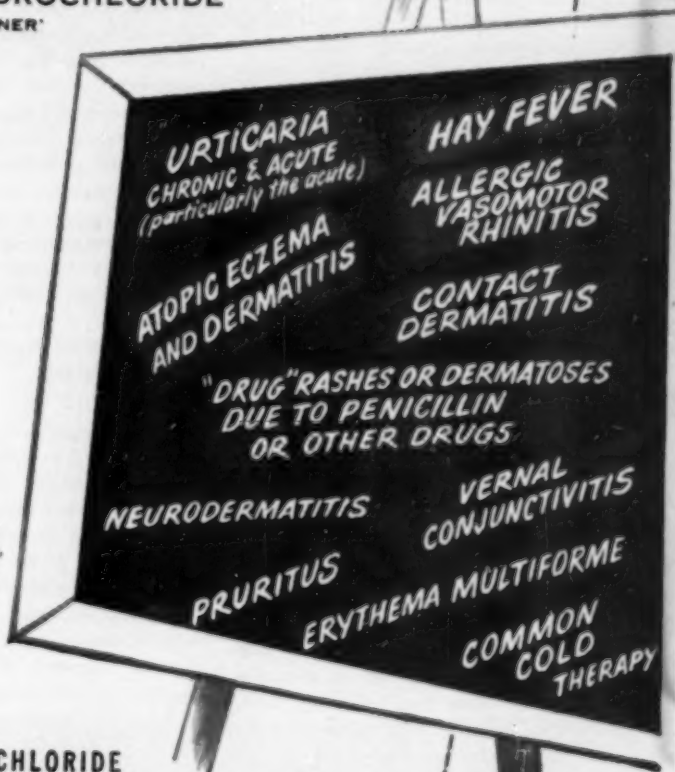 URTICARIA
CHRONIC & ACUTE
(particularly the acute)
HAY FEVER
ALLERGIC
VASOMOTOR
RHINITIS
ATOPIC ECZEMA
AND DERMATITIS
CONTACT
DERMATITIS
"DRUG" RASHES OR DERMATOSES
DUE TO PENICILLIN
OR OTHER DRUGS
NEURODERMATITIS
VERNAL
CONJUNCTIVITIS
PRURITUS
ERYTHEMA MULTIFORME
COMMON
COLD
THERAPY
CHLORIDE